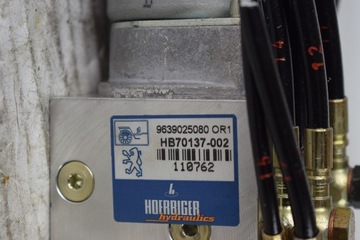 9639025080 OR1
HB70137-002
110762
h
HOERBIGER
hydraulics